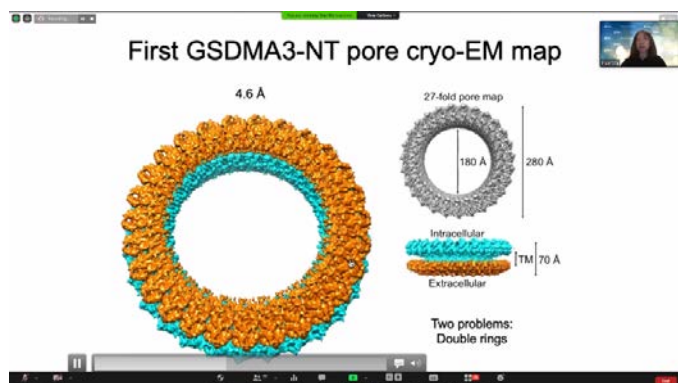 First GSDMA3-NT pore cryo-EM map
4.6 Å
27-fold pore map
180 Å
280 Å
Intracellular
TM
70 Å
Extracellular
Two problems:
Double rings